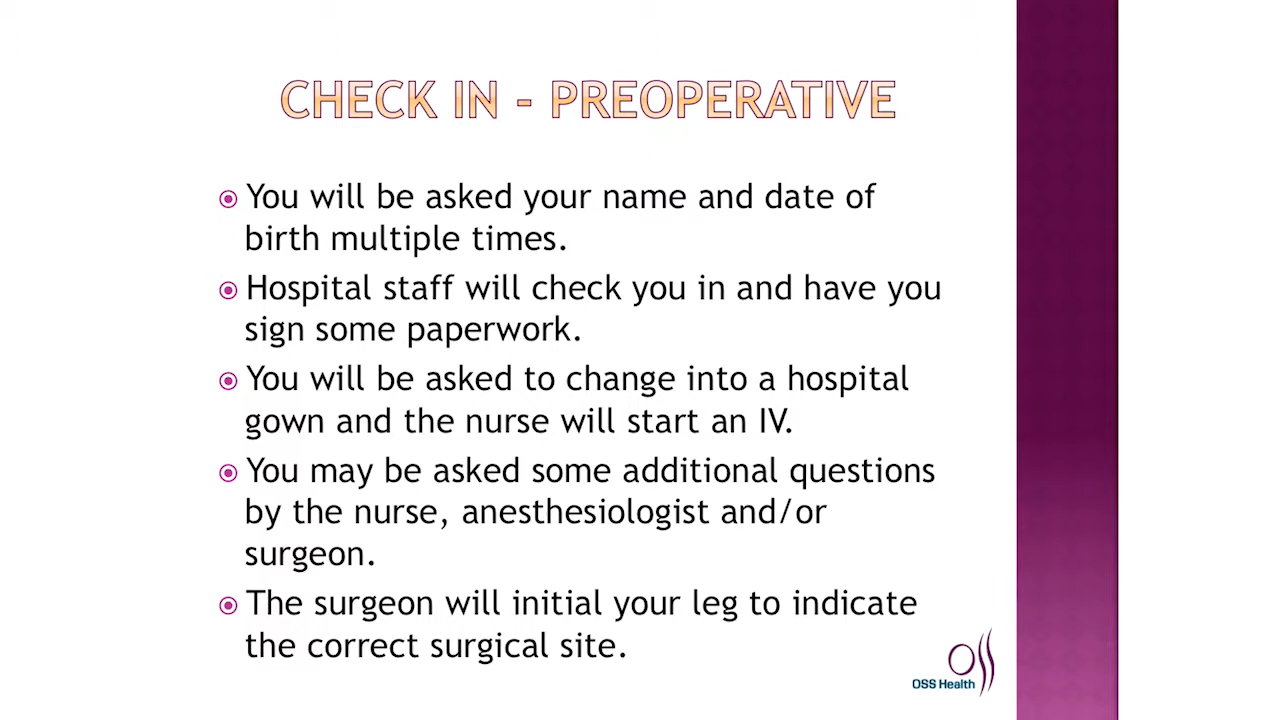 CHECK IN - PREOPERATIVE
You will be asked your name and date of
birth multiple times.
Hospital staff will check you in and have you
sign some paperwork.
You will be asked to change into a hospital
gown and the nurse will start an IV.
You may be asked some additional questions
by the nurse, anesthesiologist and/or
surgeon.
The surgeon will initial your leg to indicate
the correct surgical site.
OSS
OSS Health